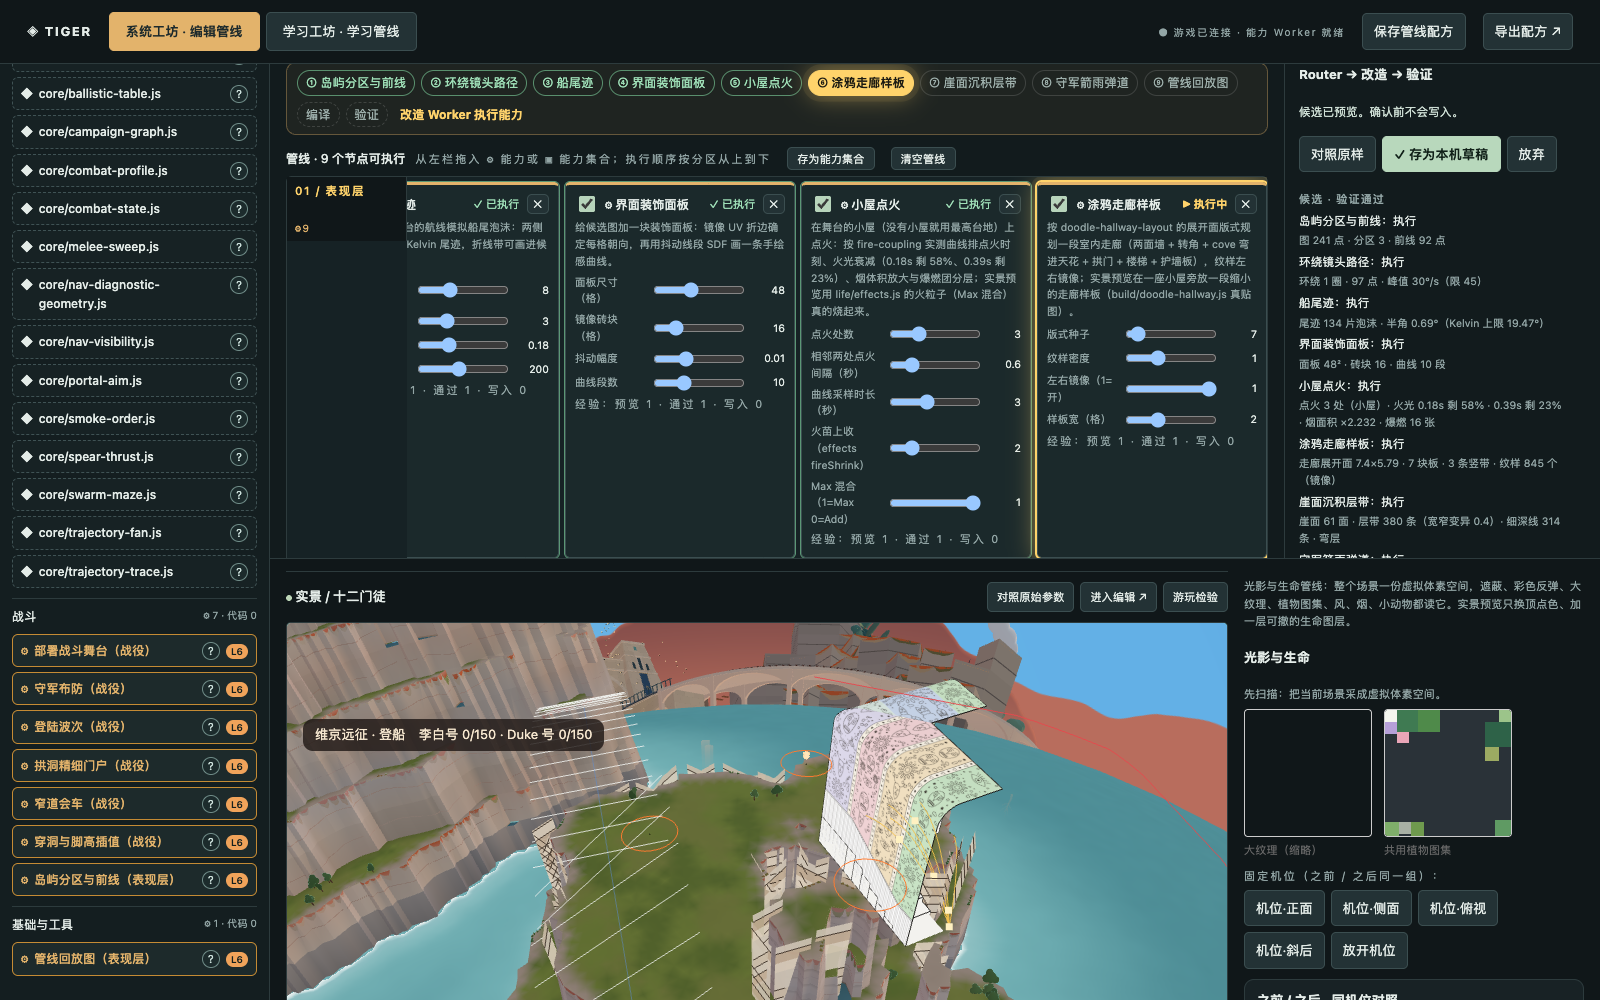 ◈ TIGER
系统工坊 · 编辑管线
学习工坊 · 学习管线
游戏已连接 · 能力 Worker 就绪
保存管线配方
导出配方 ↗
core/ballistic-table.js ?
core/campaign-graph.js ?
core/combat-profile.js ?
core/combat-state.js ?
core/melee-sweep.js ?
core/nav-diagnostic-
geometry.js ?
core/nav-visibility.js ?
core/portal-aim.js ?
core/smoke-order.js ?
core/spear-thrust.js ?
core/swarm-maze.js ?
core/trajectory-fan.js ?
core/trajectory-trace.js ?
战斗 ⚙ 7 · 代码 0
⚙ 部署战斗舞台（战役） ? L6
⚙ 守军布防（战役） ? L6
⚙ 登陆波次（战役） ? L6
⚙ 拱洞精细门户（战役） ? L6
⚙ 窄道会车（战役） ? L6
⚙ 穿洞与脚高插值（战役） ? L6
⚙ 岛屿分区与前线（表现层） ? L6
基础与工具 ⚙ 1 · 代码 0
⚙ 管线回放图（表现层） ? L6
① 岛屿分区与前线
② 环绕镜头路径
③ 船尾迹
④ 界面装饰面板
⑤ 小屋点火
⑥ 涂鸦走廊样板
⑦ 崖面沉积层带
⑧ 守军箭雨弹道
⑨ 管线回放图
编译
验证
改造 Worker 执行能力
管线 · 9 个节点可执行
从左栏拖入 ⚙ 能力或 ▣ 能力集合；执行顺序按分区从上到下
存为能力集合
清空管线
01 / 表现层
⚙9
迹 ✓ 已执行 ✕
台的航线模拟船尾泡沫：两侧
Kelvin 尾迹，折线带可画进候
8
3
0.18
200
1 · 通过 1 · 写入 0
⚙ 界面装饰面板 ✓ 已执行 ✕
给候选图加一块装饰面板：镜像 UV 折边确
定每格朝向，再用抖动线段 SDF 画一条手绘
感曲线。
面板尺寸
（格） 48
镜像砖块
（格） 16
抖动幅度 0.01
曲线段数 10
经验：预览 1 · 通过 1 · 写入 0
⚙ 小屋点火 ✓ 已执行 ✕
在舞台的小屋（没有小屋就用最高台地）上
点火：按 fire-coupling 实测曲线排点火时
刻、火光衰减（0.18s 剩 58%、0.39s 剩
23%）、烟体积放大与爆燃团分层；实景预
览用 life/effects.js 的火粒子（Max 混合）
真的烧起来。
点火处数 3
相邻两处点火
间隔（秒） 0.6
曲线采样时长
（秒） 3
火苗上收
（effects
fireShrink） 2
Max 混合
（1=Max
0=Add） 1
经验：预览 1 · 通过 1 · 写入 0
⚙ 涂鸦走廊样板 ▶ 执行中 ✕
按 doodle-hallway-layout 的展开面版式规
划一段室内走廊（两面墙 + 转角 + cove 弯
进天花 + 拱门 + 楼梯 + 护墙板），纹样左
右镜像；实景预览在一座小屋旁放一段缩小
的走廊样板（build/doodle-hallway.js 真贴
图）。
版式种子 7
纹样密度 1
左右镜像（1=
开） 1
样板宽（格） 2
经验：预览 1 · 通过 1 · 写入 0
Router → 改造 → 验证
候选已预览。确认前不会写入。
对照原样
✓ 存为本机草稿
放弃
候选 · 验证通过
岛屿分区与前线：执行
图 241 点 · 分区 3 · 前线 92 点
环绕镜头路径：执行
环绕 1 圈 · 97 点 · 峰值 30°/s（限 45）
船尾迹：执行
尾迹 134 片泡沫 · 半角 0.69°（Kelvin 上限 19.47°）
界面装饰面板：执行
面板 48² · 砖块 16 · 曲线 10 段
小屋点火：执行
点火 3 处（小屋）· 火光 0.18s 剩 58% · 0.39s 剩 23%
· 烟面积 ×2.232 · 爆燃 16 张
涂鸦走廊样板：执行
走廊展开面 7.4×5.79 · 7 块板 · 3 条竖带 · 纹样 845 个
（镜像）
崖面沉积层带：执行
崖面 61 面 · 层带 380 条（宽窄变异 0.4）· 细深线 314
条 · 弯层
守军箭雨弹道：执行
实景 / 十二门徒
对照原始参数
进入编辑 ↗
游玩检验
维京远征 · 登船 李白号 0/150 · Duke 号 0/150
光影与生命管线：整个场景一份虚拟体素空间，遮蔽、彩色反弹、大
纹理、植物图集、风、烟、小动物都读它。实景预览只换顶点色、加
一层可撤的生命图层。
光影与生命
先扫描：把当前场景采成虚拟体素空间。
大纹理（缩略）
共用植物图集
固定机位（之前 / 之后同一组）：
机位·正面
机位·侧面
机位·俯视
机位·斜后
放开机位
之前 / 之后 · 同机位对照